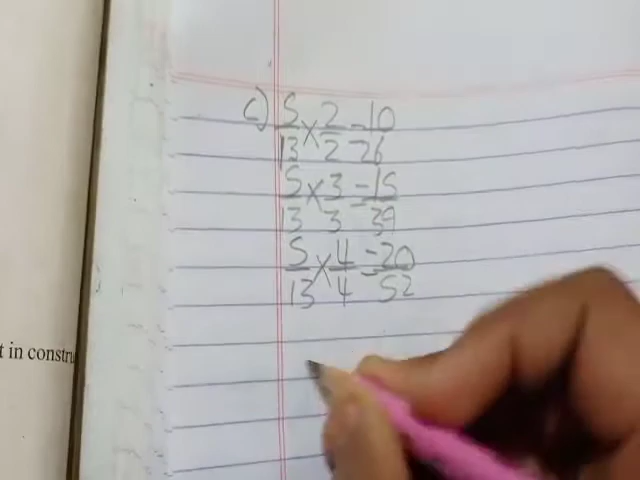 c) 5/13 × 2/2 = 10/26
5/13 × 3/3 = 15/39
5/13 × 4/4 = 20/52
t in constru